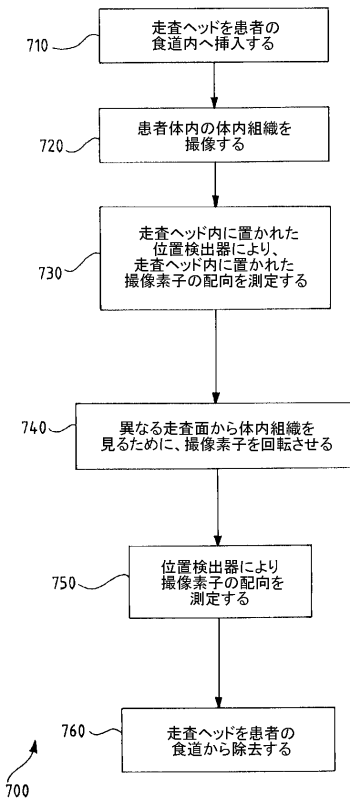 710
走査ヘッドを患者の
食道内へ挿入する
720
患者体内の体内組織を
撮像する
730
走査ヘッド内に置かれた
位置検出器により、
走査ヘッド内に置かれた
撮像素子の配向を測定する
740
異なる走査面から体内組織を
見るために、撮像素子を回転させる
750
位置検出器により
撮像素子の配向を
測定する
760
走査ヘッドを患者の
食道から除去する
700